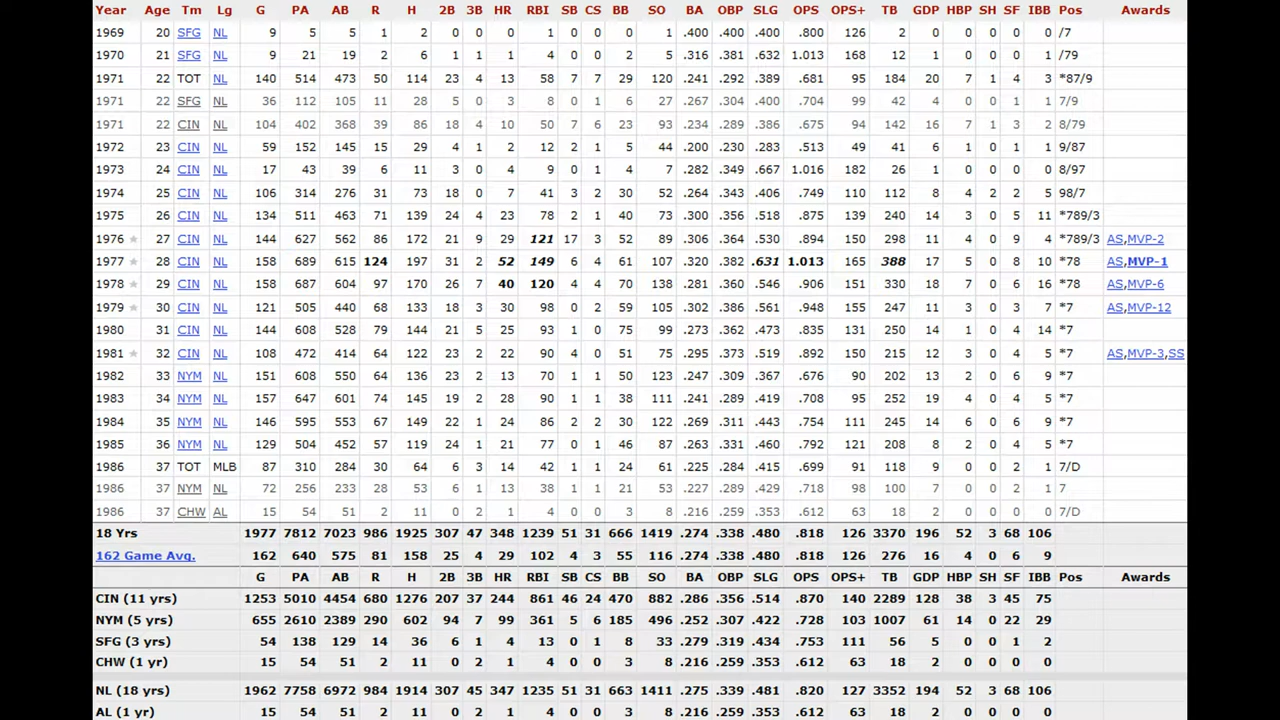 Year Age Tm Lg G PA AB R H 2B 3B HR RBI SB CS BB SO BA OBP SLG OPS OPS+ TB GDP HBP SH SF IBB Pos Awards
1969 20 SFG NL 9 5 5 1 2 0 0 0 1 0 0 0 1 .400 .400 .400 .800 126 2 0 0 0 0 0 /7
1970 21 SFG NL 9 21 19 2 6 1 1 1 4 0 0 2 5 .316 .381 .632 1.013 168 12 1 0 0 0 0 /79
1971 22 TOT NL 140 514 473 50 114 23 4 13 58 7 7 29 120 .241 .292 .389 .681 95 184 20 7 1 4 3 *87/9
1971 22 SFG NL 36 112 105 11 28 5 0 3 8 0 1 6 27 .267 .304 .400 .704 99 42 4 0 0 1 1 7/9
1971 22 CIN NL 104 402 368 39 86 18 4 10 50 7 6 23 93 .234 .289 .386 .675 94 142 16 7 1 3 2 8/79
1972 23 CIN NL 59 152 145 15 29 4 1 2 12 2 1 5 44 .200 .230 .283 .513 49 41 6 1 0 1 1 9/87
1973 24 CIN NL 17 43 39 6 11 3 0 4 9 0 0 4 7 .282 .349 .667 1.016 182 26 1 0 0 0 0 8/97
1974 25 CIN NL 106 314 276 31 73 18 0 7 41 3 2 30 52 .264 .343 .406 .749 110 112 8 4 2 2 5 98/7
1975 26 CIN NL 134 511 463 71 139 24 4 23 78 2 1 40 73 .300 .356 .518 .875 139 240 14 3 0 5 11 *789/3
1976 ★ 27 CIN NL 144 627 562 86 172 21 9 29 121 17 3 52 89 .306 .364 .530 .894 150 298 11 4 0 9 4 *789/3 AS,MVP-2
1977 ★ 28 CIN NL 158 689 615 124 197 31 2 52 149 6 4 61 107 .320 .382 .631 1.013 165 388 17 5 0 8 10 *78 AS,MVP-1
1978 ★ 29 CIN NL 158 687 604 97 170 26 7 40 120 4 4 70 138 .281 .360 .546 .906 151 330 18 7 0 6 16 *78 AS,MVP-6
1979 ★ 30 CIN NL 121 505 440 68 133 18 3 30 98 0 2 59 105 .302 .386 .561 .948 155 247 11 3 0 3 5 *7 AS,MVP-12
1980 31 CIN NL 144 608 528 79 144 21 5 25 93 1 0 75 99 .273 .362 .473 .835 131 250 14 1 0 4 14 *7
1981 ★ 32 CIN NL 108 472 414 64 122 23 2 22 90 4 0 51 75 .295 .373 .519 .892 150 215 12 3 0 4 5 *7 AS,MVP-3,SS
1982 33 NYM NL 151 608 550 64 136 23 2 13 70 1 1 50 123 .247 .309 .367 .676 90 202 13 2 0 6 9 *7
1983 34 NYM NL 157 647 601 74 145 19 2 28 90 1 1 38 111 .241 .289 .419 .708 95 252 19 4 0 4 5 *7
1984 35 NYM NL 146 595 553 67 149 22 1 24 86 2 2 30 122 .269 .311 .443 .754 111 245 14 6 0 6 9 *7
1985 36 NYM NL 129 504 452 57 119 24 1 21 77 0 1 46 87 .263 .331 .460 .792 121 208 8 2 0 4 5 *7
1986 37 TOT MLB 87 310 284 30 64 6 3 14 42 1 1 24 61 .225 .284 .415 .699 91 118 9 0 0 2 1 7/D
1986 37 NYM NL 72 256 233 28 53 6 1 13 38 1 1 21 53 .227 .289 .429 .718 98 100 7 0 0 2 1 7
1986 37 CHW AL 15 54 51 2 11 0 2 1 4 0 0 3 8 .216 .259 .353 .612 63 18 2 0 0 0 0 7/D
18 Yrs 1977 7812 7023 986 1925 307 47 348 1239 51 31 666 1419 .274 .338 .480 .818 126 3370 196 52 3 68 106
162 Game Avg. 162 640 575 81 158 25 4 29 102 4 3 55 116 .274 .338 .480 .818 126 276 16 4 0 6 9
G PA AB R H 2B 3B HR RBI SB CS BB SO BA OBP SLG OPS OPS+ TB GDP HBP SH SF IBB Pos Awards
CIN (11 yrs) 1253 5010 4454 680 1276 207 37 244 861 46 24 470 882 .286 .356 .514 .870 140 2289 128 38 3 45 75
NYM (5 yrs) 655 2610 2389 290 602 94 7 99 361 5 6 185 496 .252 .307 .422 .728 103 1007 61 14 0 22 29
SFG (3 yrs) 54 138 129 14 36 6 1 4 13 0 1 8 33 .279 .319 .434 .753 111 56 5 0 0 1 2
CHW (1 yr) 15 54 51 2 11 0 2 1 4 0 0 3 8 .216 .259 .353 .612 63 18 2 0 0 0 0
NL (18 yrs) 1962 7758 6972 984 1914 307 45 347 1235 51 31 663 1411 .275 .339 .481 .820 127 3352 194 52 3 68 106
AL (1 yr) 15 54 51 2 11 0 2 1 4 0 0 3 8 .216 .259 .353 .612 63 18 2 0 0 0 0